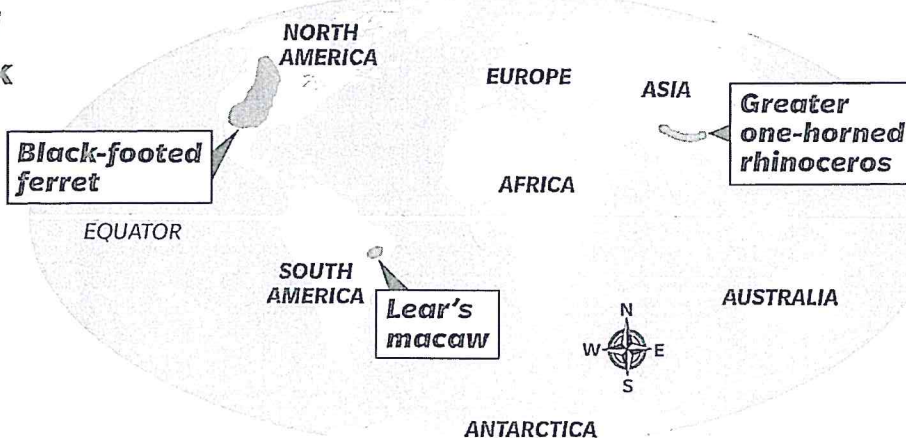 NORTH
AMERICA
EUROPE
ASIA
Greater
one-horned
rhinoceros
Black-footed
ferret
AFRICA
EQUATOR
SOUTH
AMERICA
Lear's
macaw
AUSTRALIA
N
W
E
S
ANTARCTICA